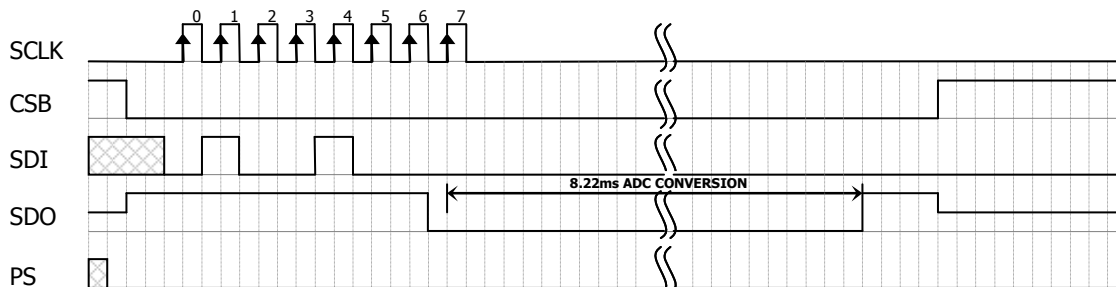 0 1 2 3 4 5 6 7
SCLK
CSB
SDI
8.22ms ADC CONVERSION
SDO
PS